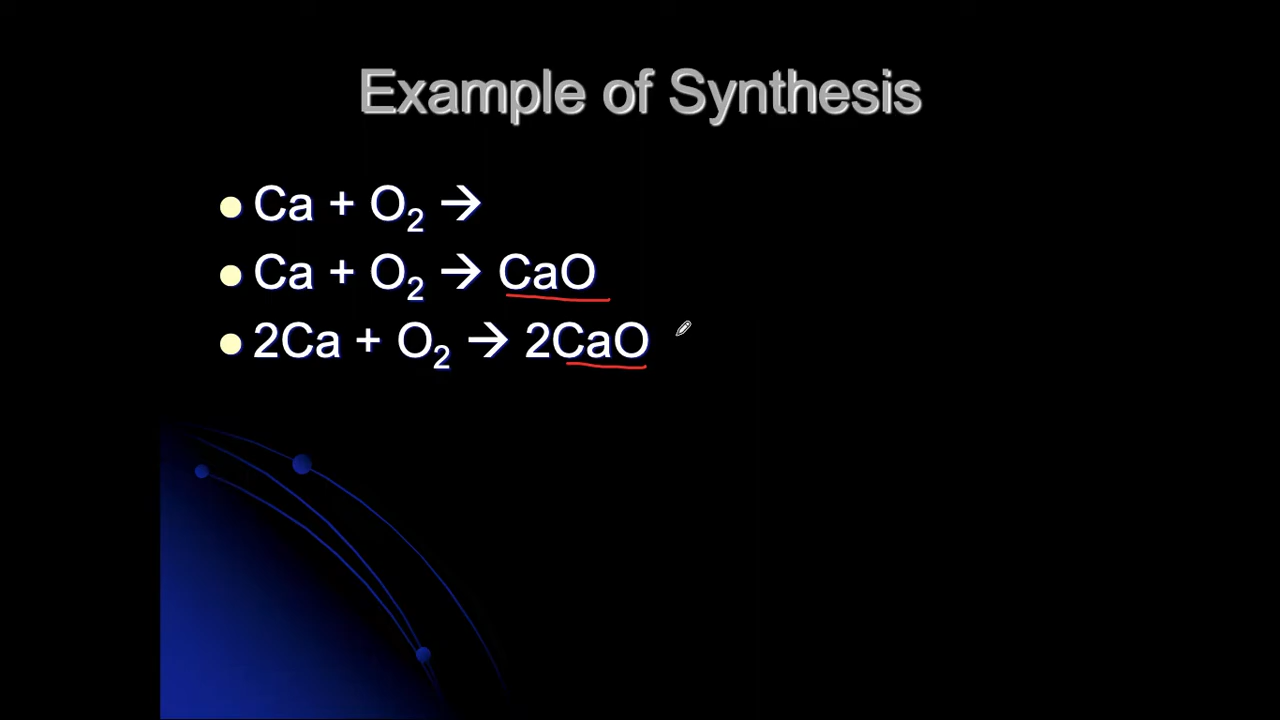 Example of Synthesis
Ca + O₂ →
Ca + O₂ → CaO
2Ca + O₂ → 2CaO